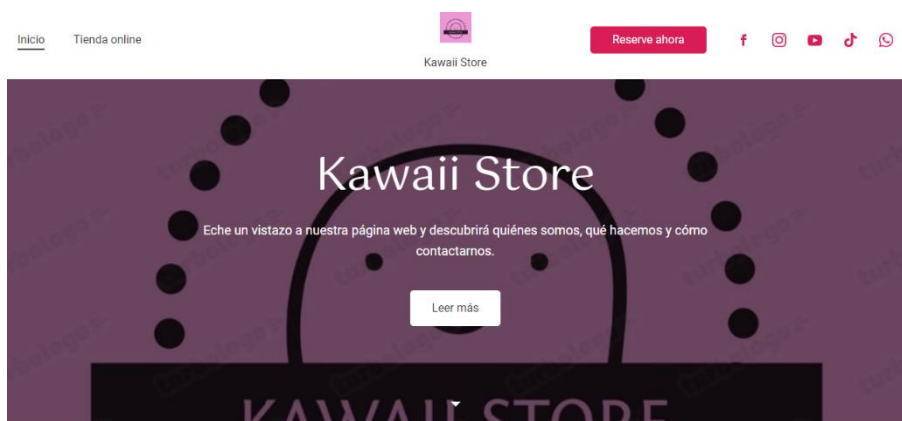 Inicio
Tienda online
Kawaii Store
Reserve ahora
Kawaii Store
Eche un vistazo a nuestra página web y descubrirá quiénes somos, qué hacemos y cómo
contactarnos.
Leer más
KAWAII STORE